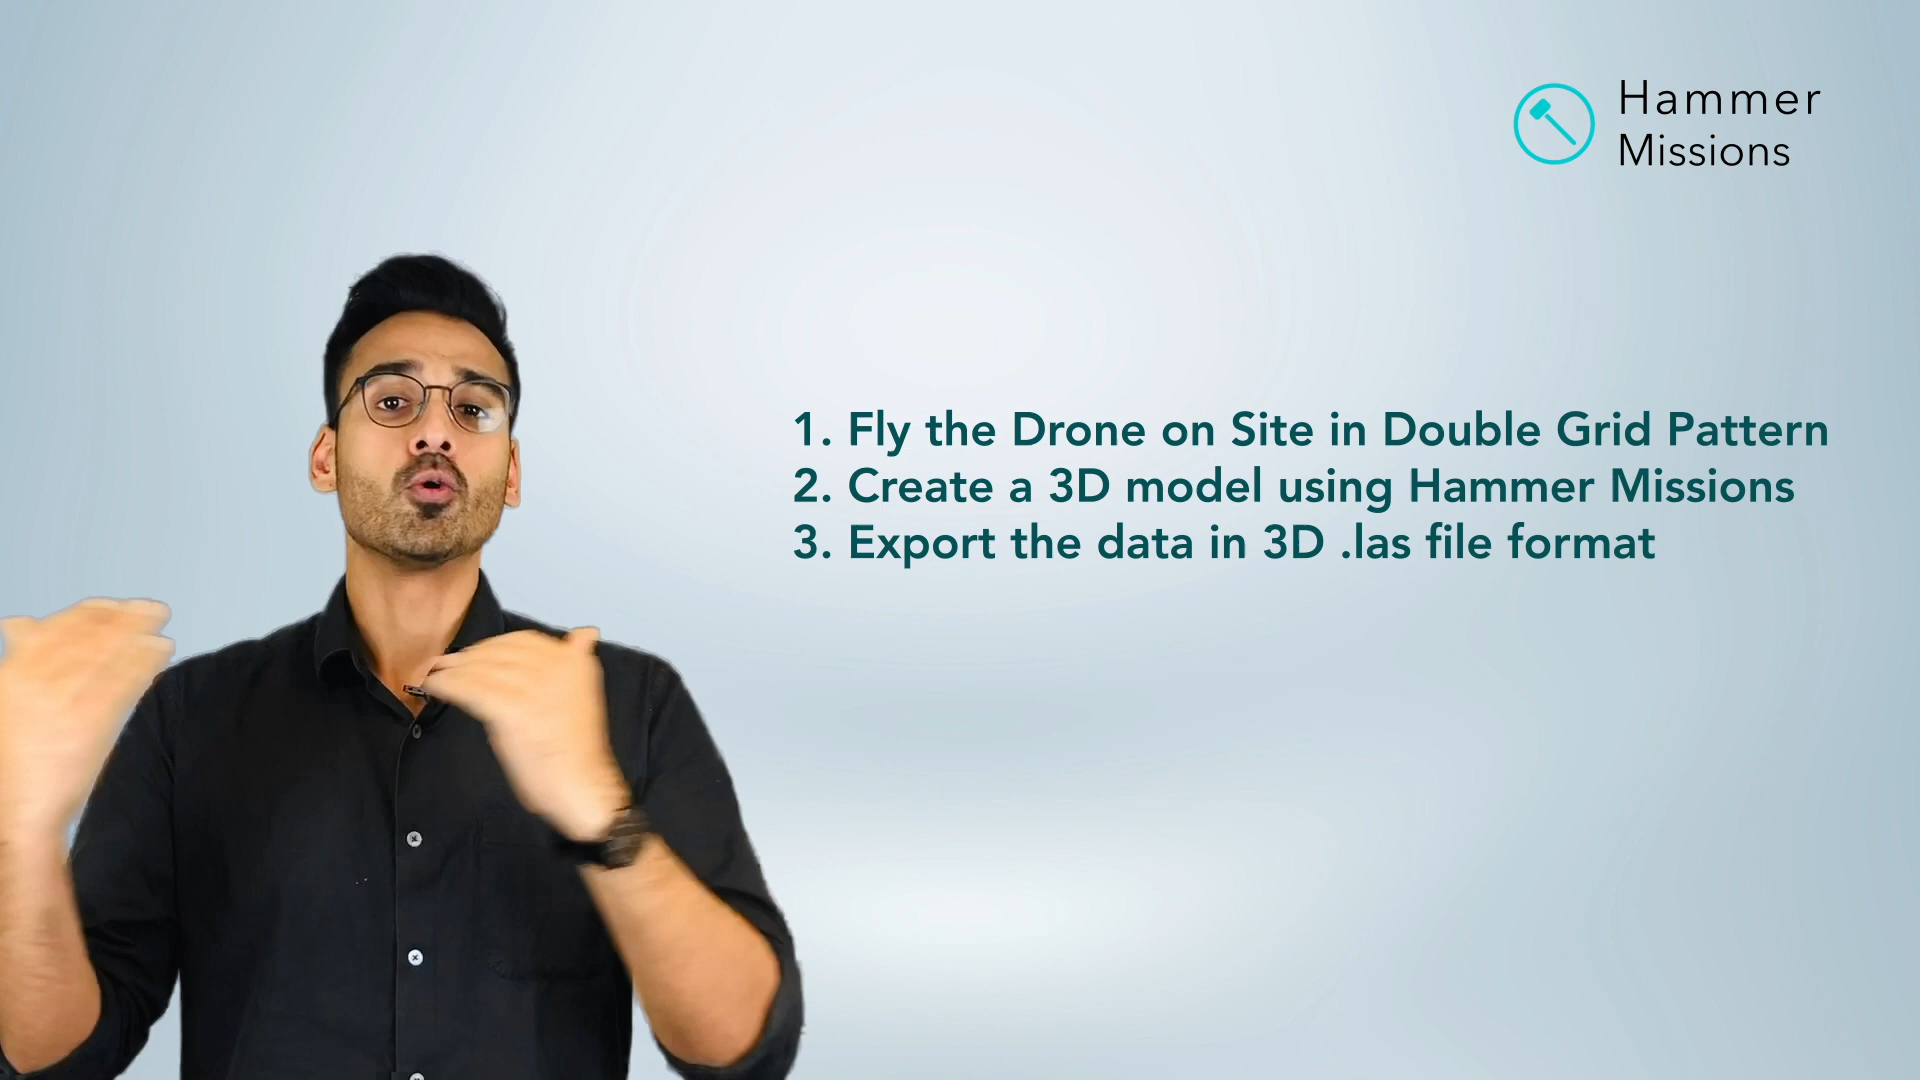 Hammer
Missions
1. Fly the Drone on Site in Double Grid Pattern
2. Create a 3D model using Hammer Missions
3. Export the data in 3D .las file format